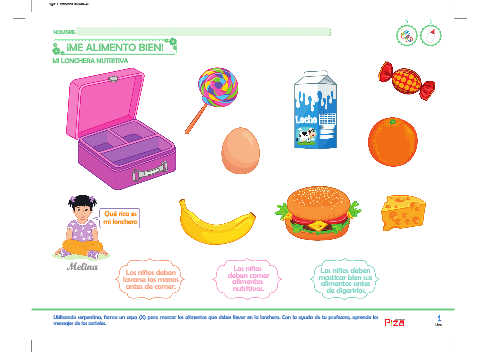 NOMBRE:
¡ME ALIMENTO BIEN!
MI LONCHERA NUTRITIVA
Leche
Qué rica es
mi lonchera
Melina
Los niños deben
lavarse las manos
antes de comer.
Los niños
deben comer
alimentos
nutritivos.
Los niños deben
masticar bien sus
alimentos antes
de digerirlos.
Utilizando serpentina, forma un aspa (X) para marcar los alimentos que debe llevar en la lonchera. Con la ayuda de tu profesora, aprende los
mensajes de los carteles.
1